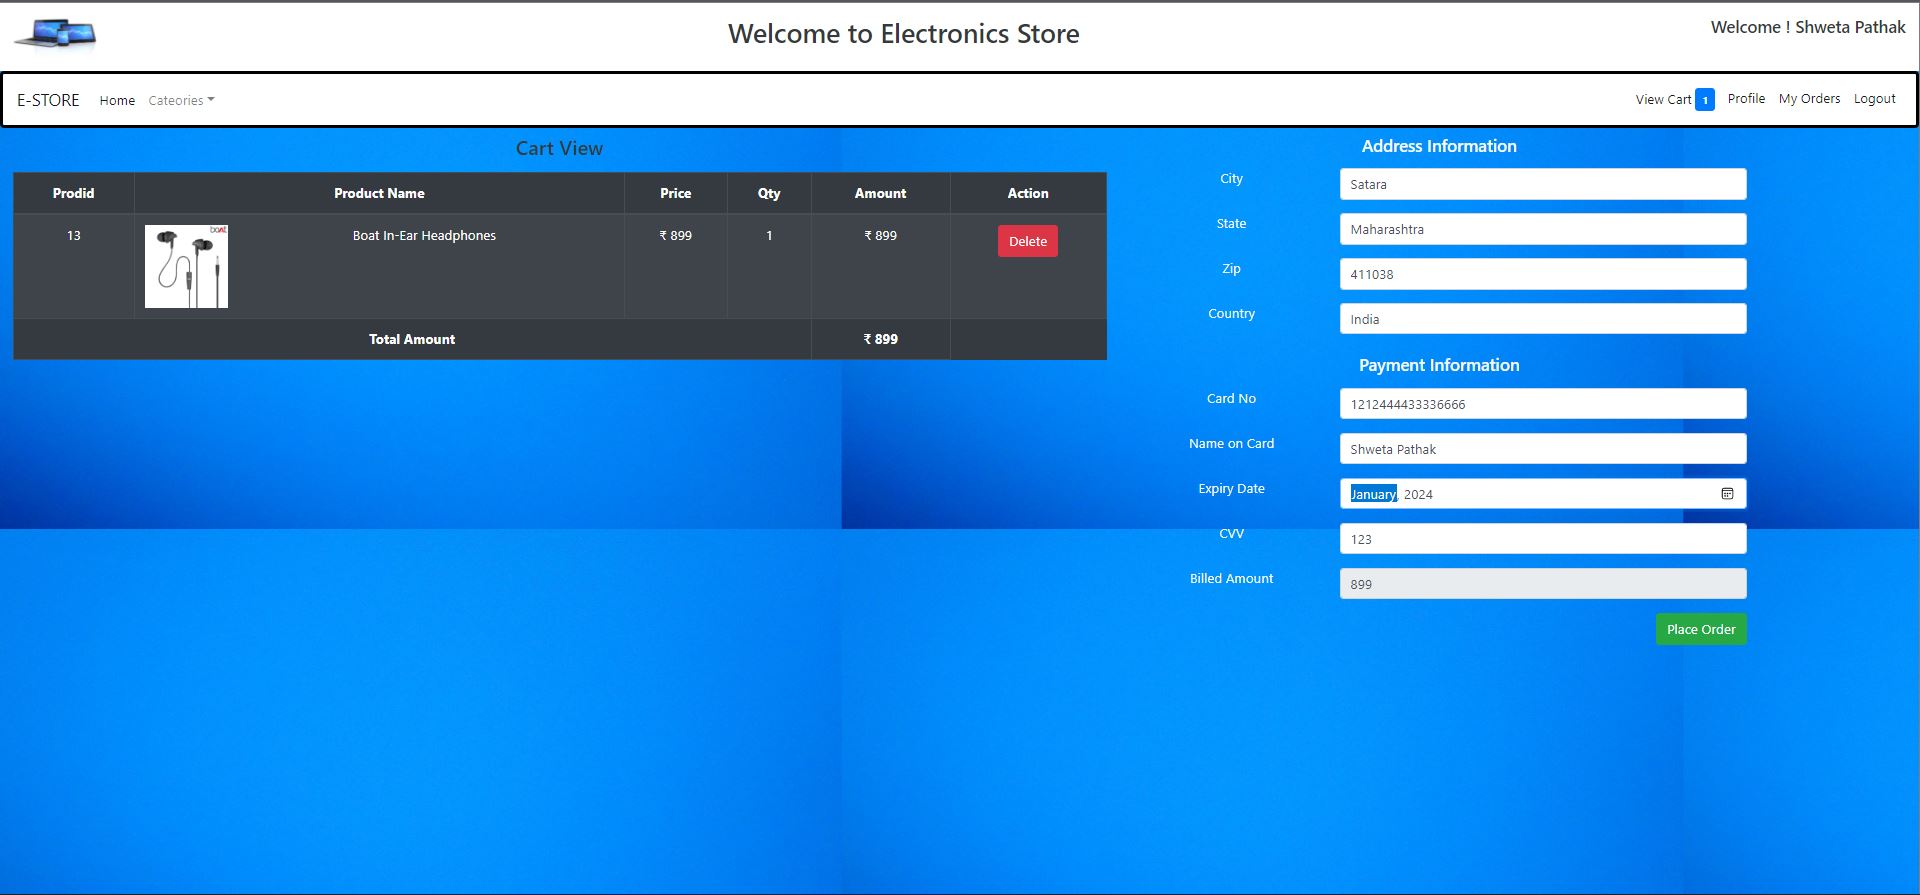 Welcome to Electronics Store
Welcome ! Shweta Pathak
E-STORE Home Cateories View Cart 1 Profile My Orders Logout
Cart View
Prodid Product Name Price Qty Amount Action
13 boAt Boat In-Ear Headphones ₹ 899 1 ₹ 899 Delete
Total Amount ₹ 899
Address Information
City Satara
State Maharashtra
Zip 411038
Country India
Payment Information
Card No 1212444433336666
Name on Card Shweta Pathak
Expiry Date January, 2024
CVV 123
Billed Amount 899
Place Order